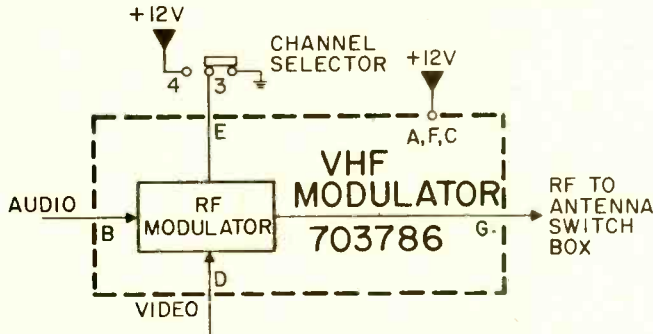 +12V
CHANNEL
SELECTOR
+12V
4
3
E
A,F,C
VHF
MODULATOR
703786
AUDIO
B
RF
MODULATOR
G.
RF TO
ANTENNA
SWITCH
BOX
D
VIDEO